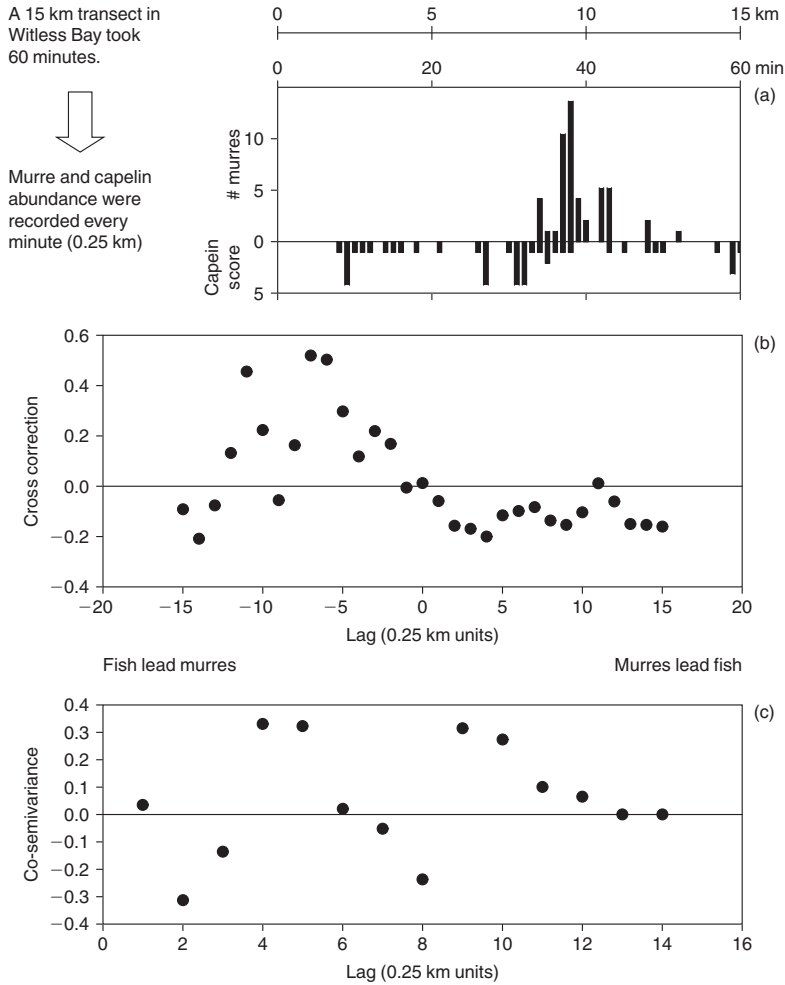 A 15 km transect in
Witless Bay took
60 minutes.
Murre and capelin
abundance were
recorded every
minute (0.25 km)
0 5 10 15 km
0 20 40 60 min
(a)
# murres
10
5
0
Capein
score
5
(b)
Cross correction
0.6
0.4
0.2
0.0
−0.2
−0.4
−20 −15 −10 −5 0 5 10 15 20
Lag (0.25 km units)
Fish lead murres Murres lead fish
(c)
Co-semivariance
0.4
0.3
0.2
0.1
0.0
−0.1
−0.2
−0.3
−0.4
0 2 4 6 8 10 12 14 16
Lag (0.25 km units)